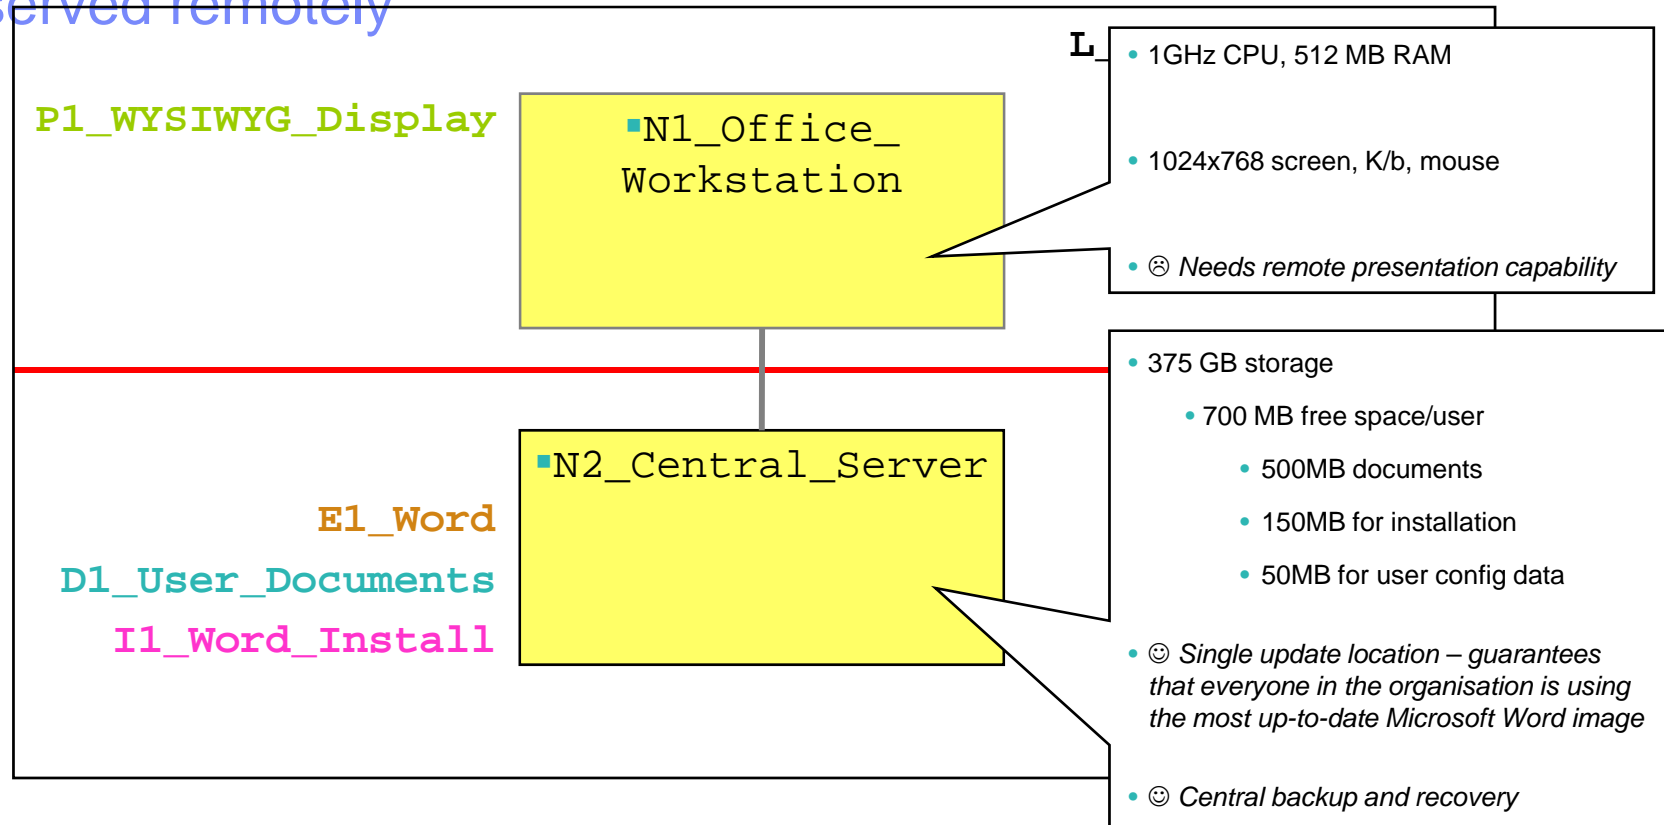 served remotely
L_
P1_WYSIWYG_Display
▪N1_Office_
Workstation
• 1GHz CPU, 512 MB RAM
• 1024x768 screen, K/b, mouse
• ☹ Needs remote presentation capability
▪N2_Central_Server
E1_Word
D1_User_Documents
I1_Word_Install
• 375 GB storage
• 700 MB free space/user
• 500MB documents
• 150MB for installation
• 50MB for user config data
• ☺ Single update location – guarantees
that everyone in the organisation is using
the most up-to-date Microsoft Word image
• ☺ Central backup and recovery